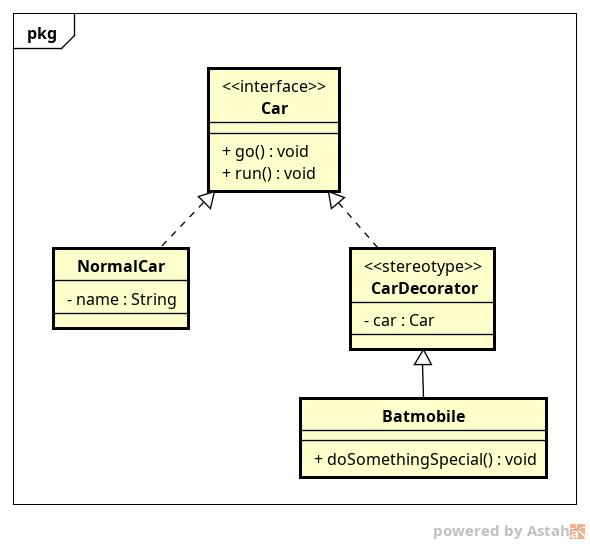 pkg
<<interface>>
Car
+ go() : void
+ run() : void
NormalCar
- name : String
<<stereotype>>
CarDecorator
- car : Car
Batmobile
+ doSomethingSpecial() : void
powered by Astah